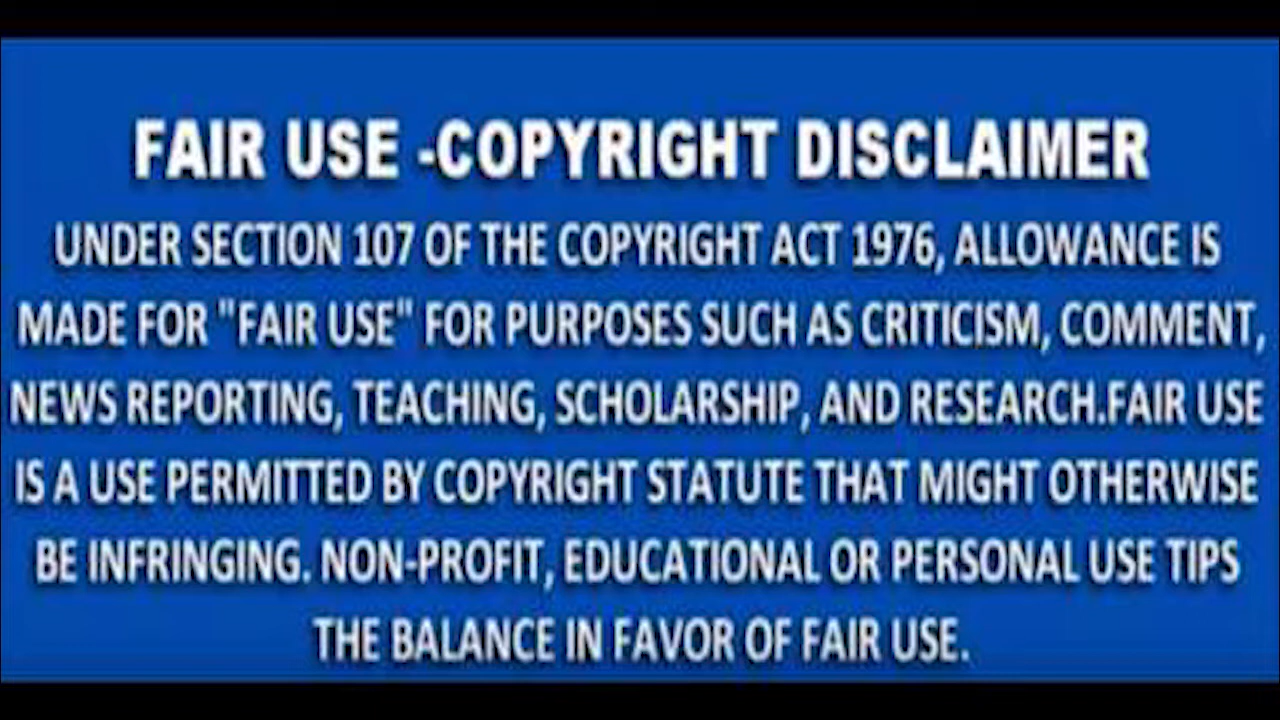 FAIR USE -COPYRIGHT DISCLAIMER
UNDER SECTION 107 OF THE COPYRIGHT ACT 1976, ALLOWANCE IS
MADE FOR "FAIR USE" FOR PURPOSES SUCH AS CRITICISM, COMMENT,
NEWS REPORTING, TEACHING, SCHOLARSHIP, AND RESEARCH.FAIR USE
IS A USE PERMITTED BY COPYRIGHT STATUTE THAT MIGHT OTHERWISE
BE INFRINGING. NON-PROFIT, EDUCATIONAL OR PERSONAL USE TIPS
THE BALANCE IN FAVOR OF FAIR USE.